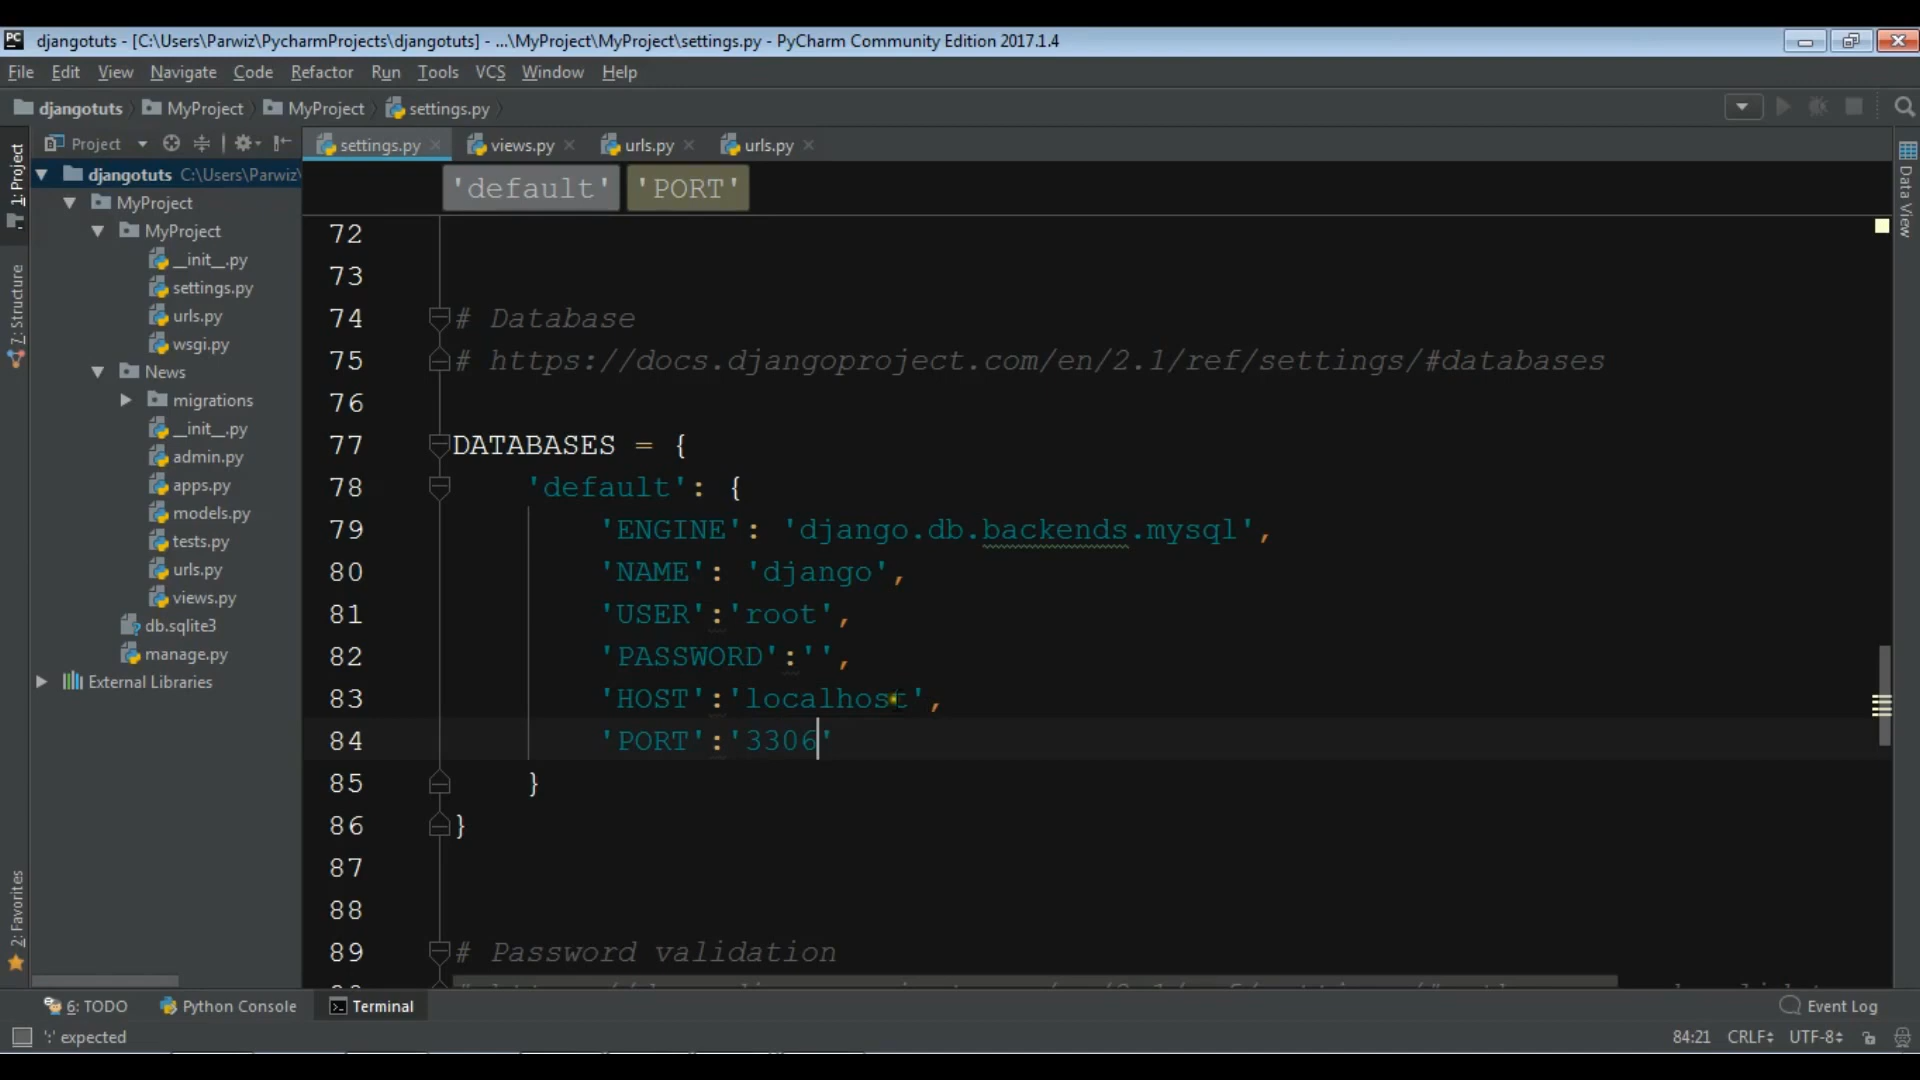 PC djangotuts - [C:\Users\Parwiz\PycharmProjects\djangotuts] - ...\MyProject\MyProject\settings.py - PyCharm Community Edition 2017.1.4
File Edit View Navigate Code Refactor Run Tools VCS Window Help
djangotuts MyProject MyProject settings.py
Project
settings.py views.py urls.py urls.py
1: Project
7: Structure
2: Favorites
djangotuts C:\Users\Parwiz\
MyProject
MyProject
__init__.py
settings.py
urls.py
wsgi.py
News
migrations
__init__.py
admin.py
apps.py
models.py
tests.py
urls.py
views.py
db.sqlite3
manage.py
External Libraries
'default' 'PORT'
72
73
74 # Database
75 # https://docs.djangoproject.com/en/2.1/ref/settings/#databases
76
77 DATABASES = {
78 'default': {
79 'ENGINE': 'django.db.backends.mysql',
80 'NAME': 'django',
81 'USER':'root',
82 'PASSWORD':'',
83 'HOST':'localhost',
84 'PORT':'3306'
85 }
86 }
87
88
89 # Password validation
Data View
6: TODO Python Console Terminal Event Log
':' expected 84:21 CRLF UTF-8